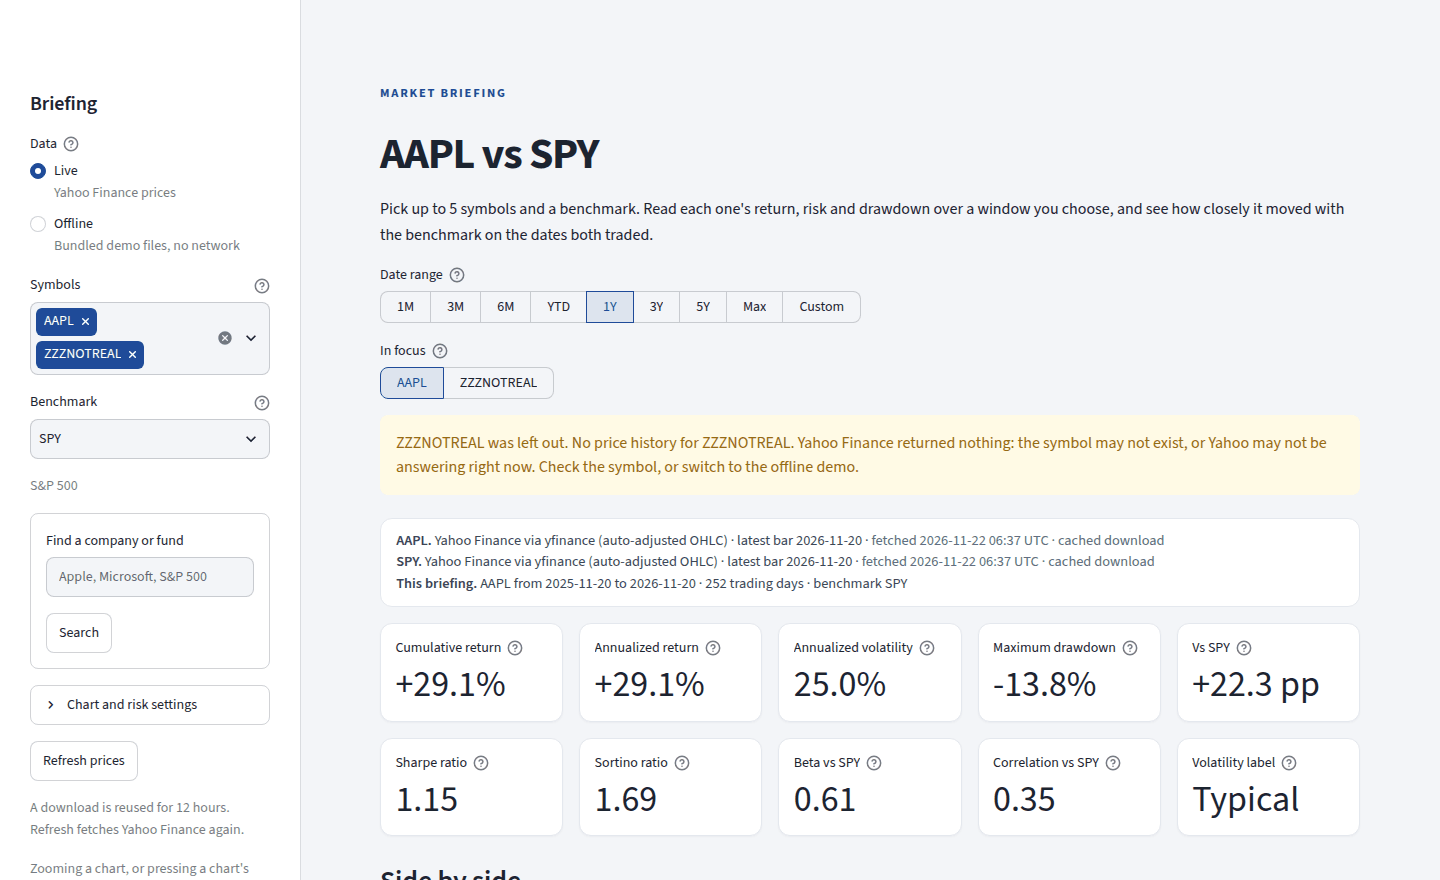 Briefing
Data
Live
Yahoo Finance prices
Offline
Bundled demo files, no network
Symbols
AAPL
ZZZNOTREAL
Benchmark
SPY
S&P 500
Find a company or fund
Apple, Microsoft, S&P 500
Search
Chart and risk settings
Refresh prices
A download is reused for 12 hours.
Refresh fetches Yahoo Finance again.
Zooming a chart, or pressing a chart's
MARKET BRIEFING
AAPL vs SPY
Pick up to 5 symbols and a benchmark. Read each one's return, risk and drawdown over a window you choose, and see how closely it moved with
the benchmark on the dates both traded.
Date range
1M 3M 6M YTD 1Y 3Y 5Y Max Custom
In focus
AAPL ZZZNOTREAL
ZZZNOTREAL was left out. No price history for ZZZNOTREAL. Yahoo Finance returned nothing: the symbol may not exist, or Yahoo may not be
answering right now. Check the symbol, or switch to the offline demo.
AAPL. Yahoo Finance via yfinance (auto-adjusted OHLC) · latest bar 2026-11-20 · fetched 2026-11-22 06:37 UTC · cached download
SPY. Yahoo Finance via yfinance (auto-adjusted OHLC) · latest bar 2026-11-20 · fetched 2026-11-22 06:37 UTC · cached download
This briefing. AAPL from 2025-11-20 to 2026-11-20 · 252 trading days · benchmark SPY
Cumulative return
+29.1%
Annualized return
+29.1%
Annualized volatility
25.0%
Maximum drawdown
-13.8%
Vs SPY
+22.3 pp
Sharpe ratio
1.15
Sortino ratio
1.69
Beta vs SPY
0.61
Correlation vs SPY
0.35
Volatility label
Typical
Side by side